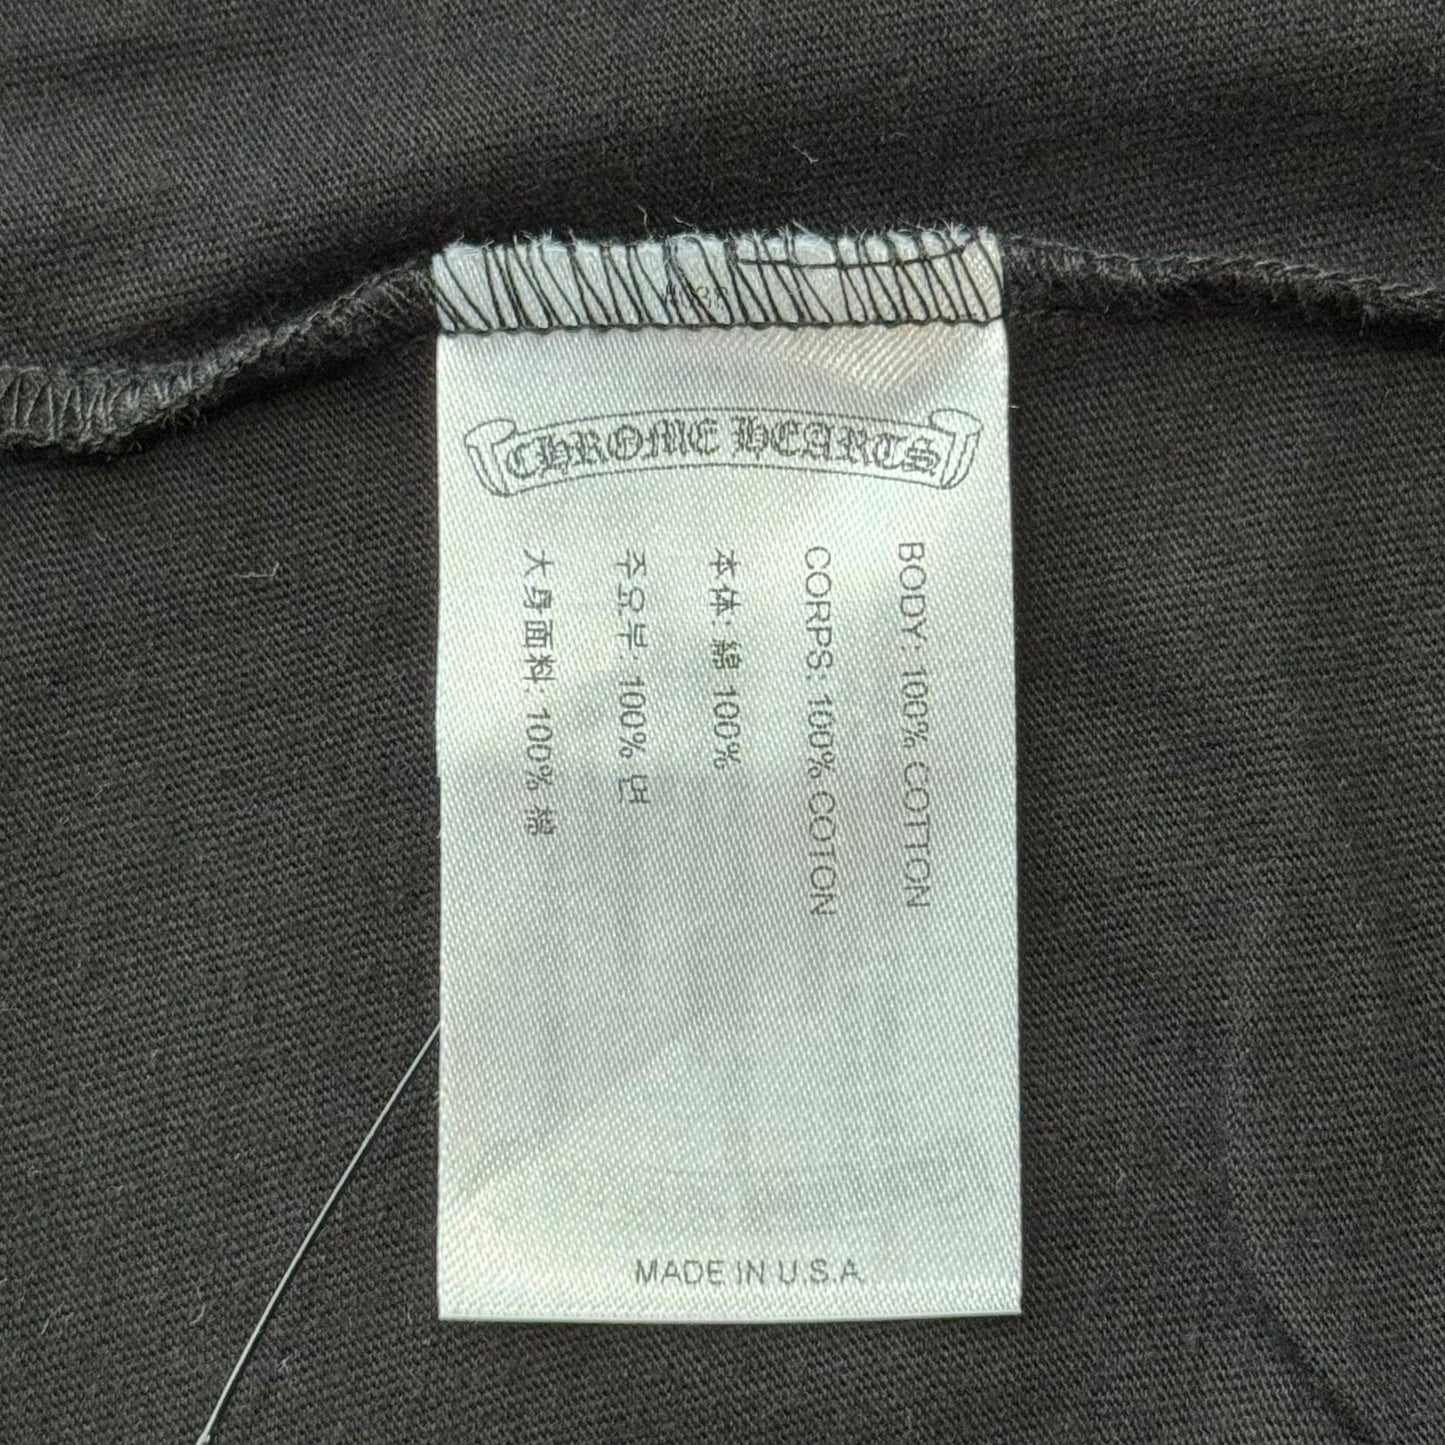 CHROME HEARTS
BODY: 100% COTTON
CORPS: 100% COTON
本体: 綿 100%
주요부: 100% 면
大身面料: 100% 棉
MADE IN U.S.A.